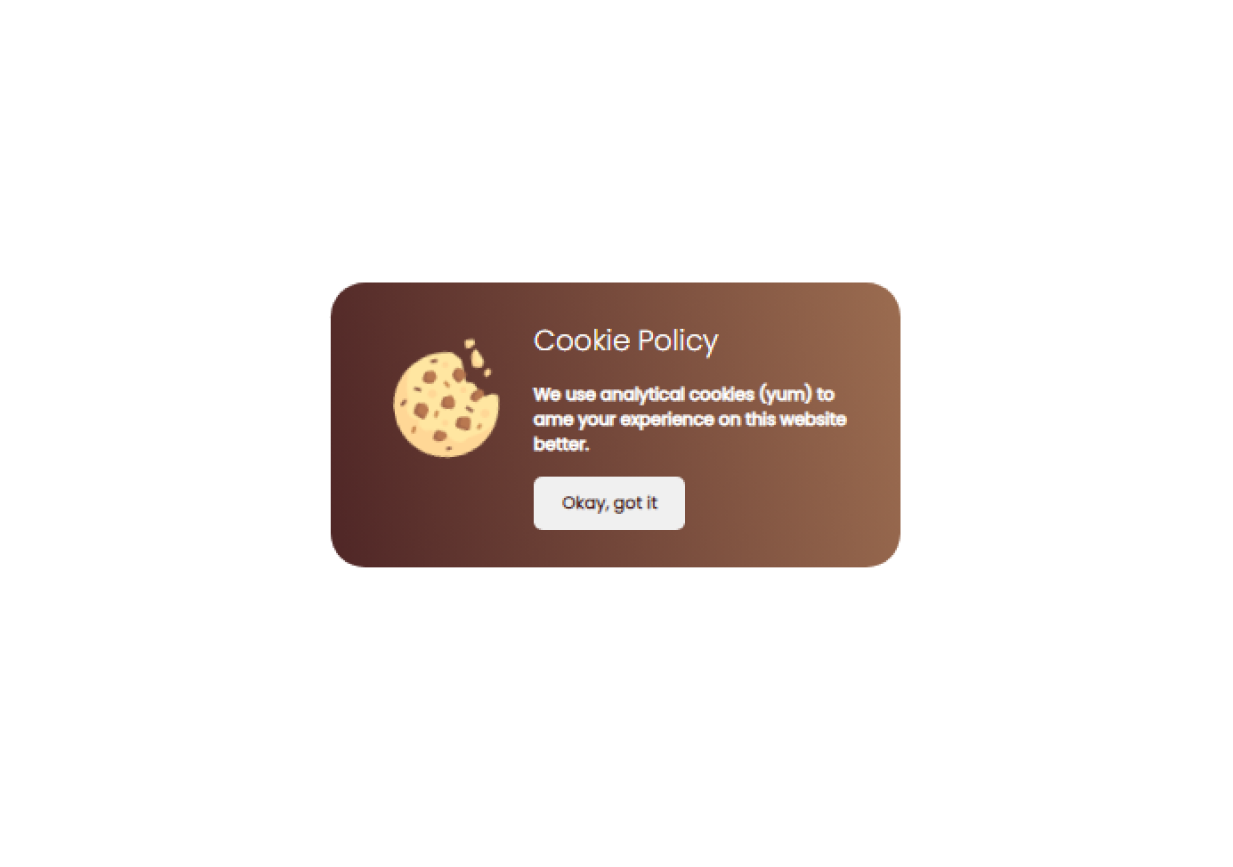 Cookie Policy
We use analytical cookies (yum) to
ame your experience on this website
better.
Okay, got it